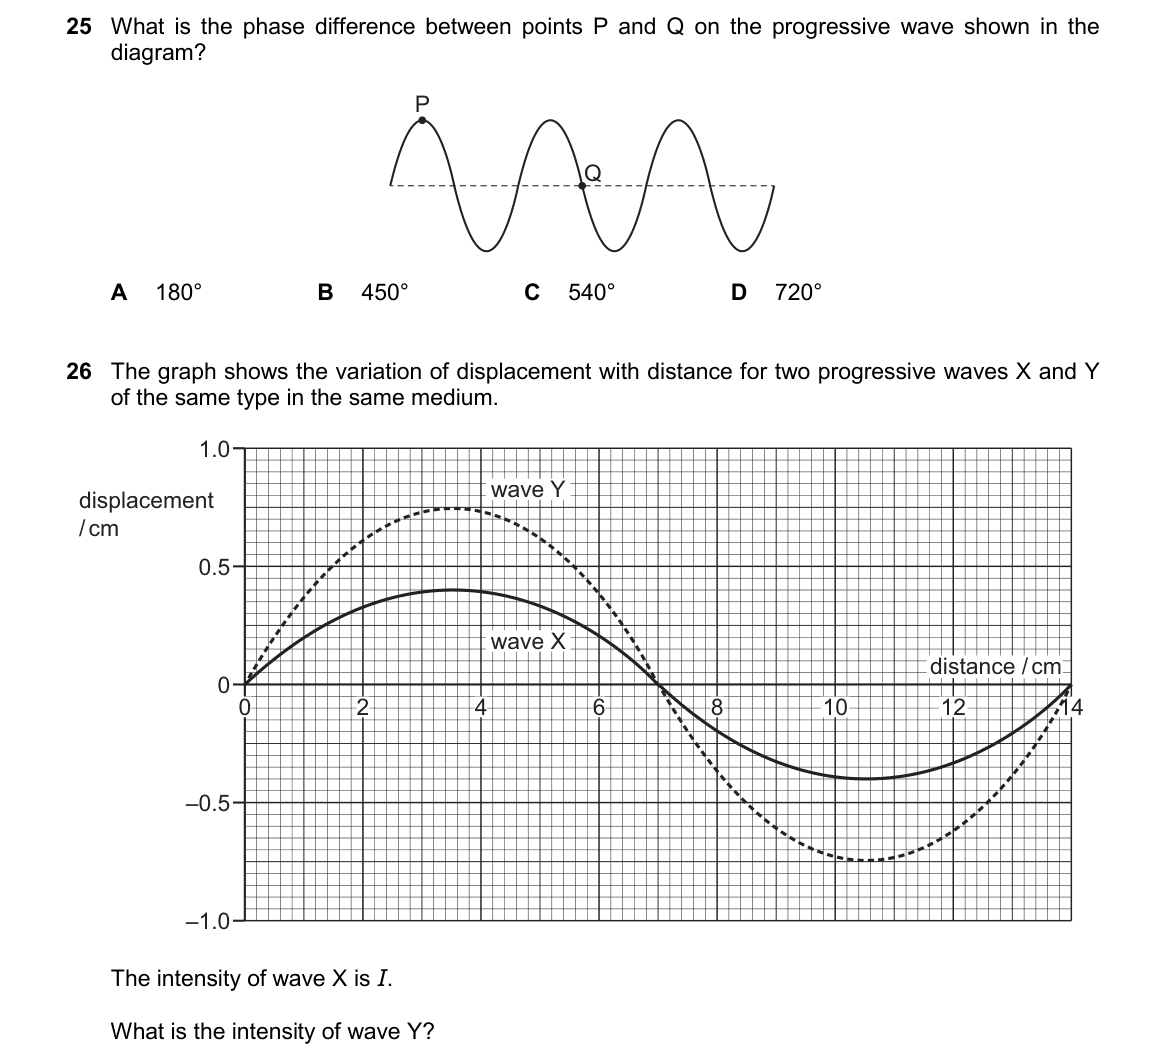 25 What is the phase difference between points P and Q on the progressive wave shown in the
diagram?
P
Q
A 180° B 450° C 540° D 720°
26 The graph shows the variation of displacement with distance for two progressive waves X and Y
of the same type in the same medium.
1.0
displacement
/ cm
wave Y
0.5
wave X
distance / cm
0
0 2 4 6 8 10 12 14
–0.5
–1.0
The intensity of wave X is I.
What is the intensity of wave Y?